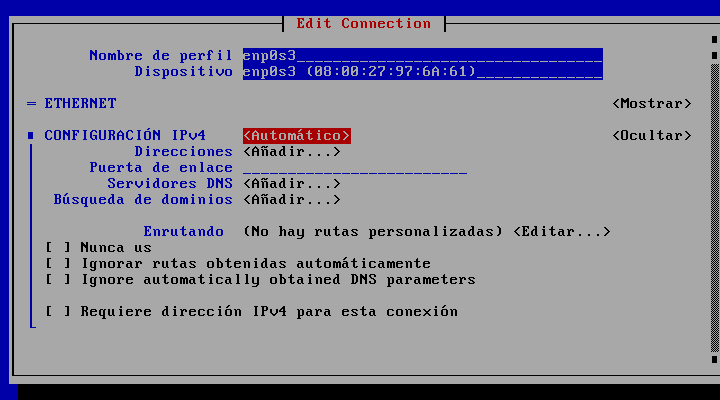 Edit Connection
Nombre de perfil enp0s3
Dispositivo enp0s3 (08:00:27:97:6A:61)
= ETHERNET <Mostrar>
CONFIGURACIÓN IPv4 <Automático> <Ocultar>
Direcciones <Añadir...>
Puerta de enlace
Servidores DNS <Añadir...>
Búsqueda de dominios <Añadir...>
Enrutando (No hay rutas personalizadas) <Editar...>
[ ] Nunca us
[ ] Ignorar rutas obtenidas automáticamente
[ ] Ignore automatically obtained DNS parameters
[ ] Requiere dirección IPv4 para esta conexión